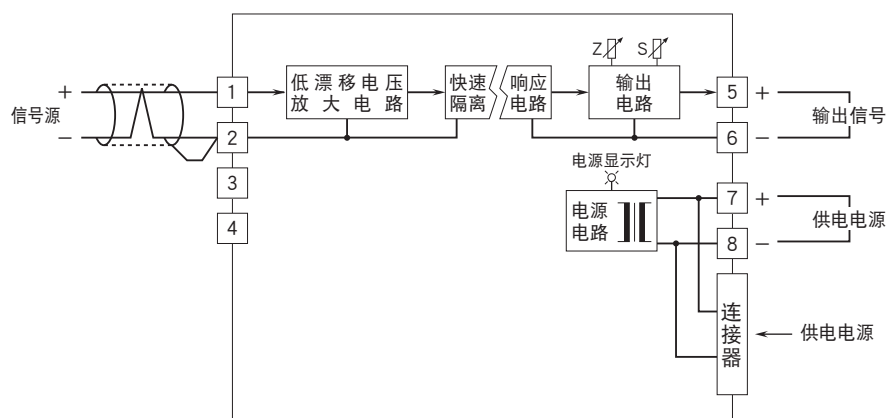 Z S
+ 1 低漂移电压 快速 响应 输出 5 +
信号源 放大电路 隔离 电路 电路 输出信号
− 2 6 −
电源显示灯
3 7 +
电源
电路
供电电源
4 8 −
连接器
供电电源